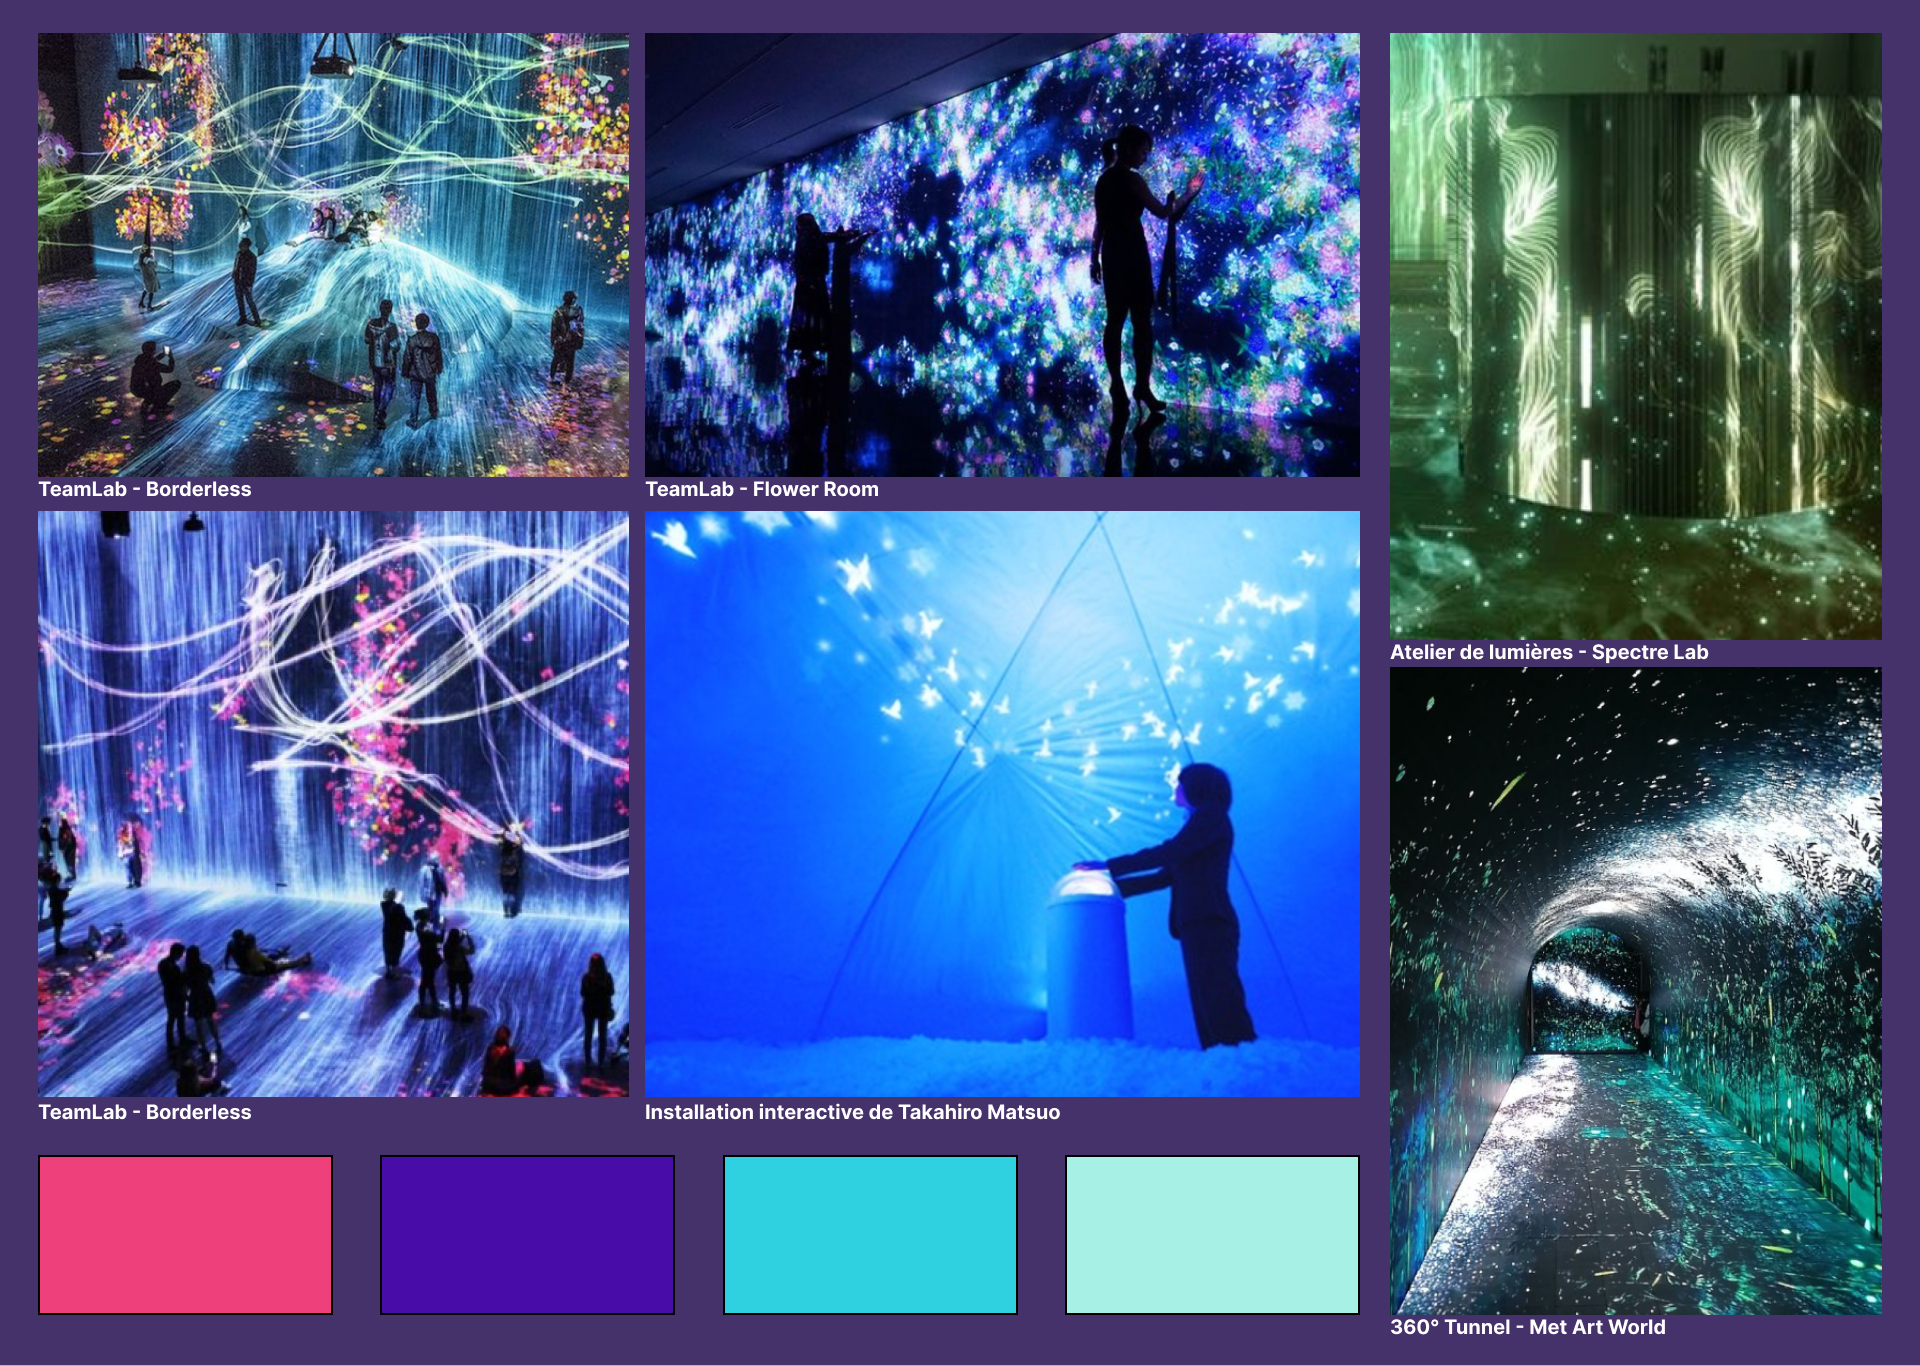 TeamLab - Borderless
TeamLab - Flower Room
Atelier de lumières - Spectre Lab
TeamLab - Borderless
Installation interactive de Takahiro Matsuo
360° Tunnel - Met Art World